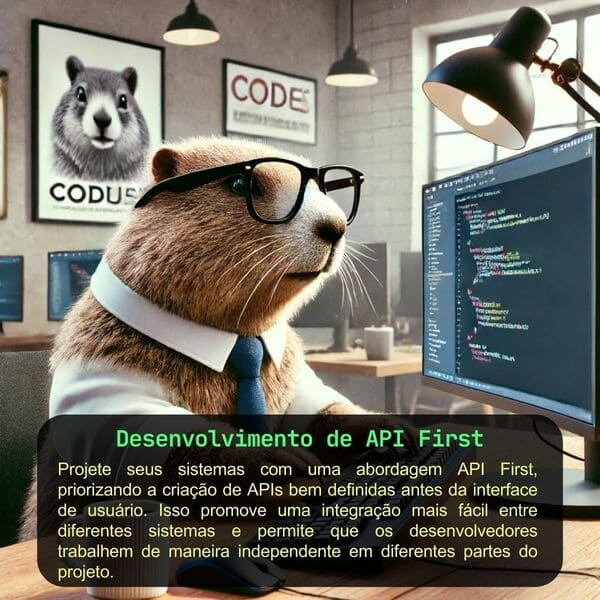 CODUS
CODES
Desenvolvimento de API First
Projete seus sistemas com uma abordagem API First,
priorizando a criação de APIs bem definidas antes da interface
de usuário. Isso promove uma integração mais fácil entre
diferentes sistemas e permite que os desenvolvedores
trabalhem de maneira independente em diferentes partes do
projeto.